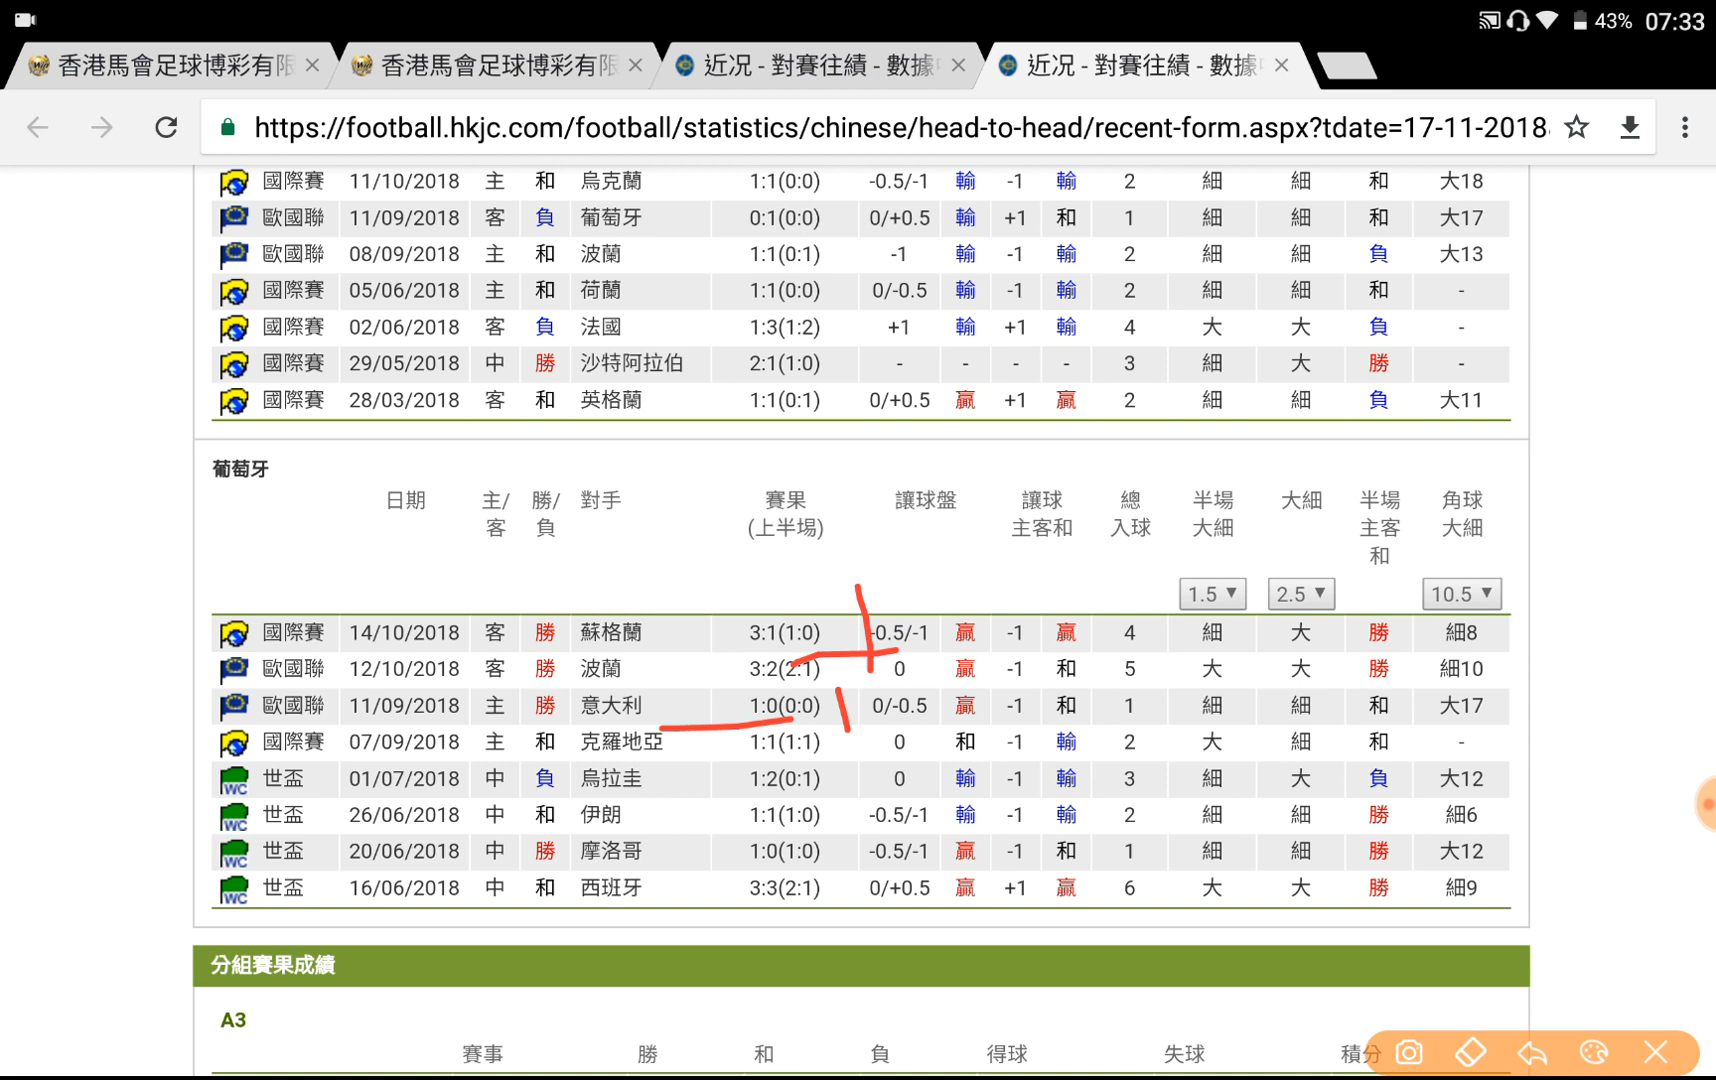 43% 07:33
香港馬會足球博彩有限 香港馬會足球博彩有限 近况 - 對賽往績 - 數據 近况 - 對賽往績 - 數據
https://football.hkjc.com/football/statistics/chinese/head-to-head/recent-form.aspx?tdate=17-11-2018
國際賽 11/10/2018 主 和 烏克蘭 1:1(0:0) -0.5/-1 輸 -1 輸 2 細 細 和 大18
歐國聯 11/09/2018 客 負 葡萄牙 0:1(0:0) 0/+0.5 輸 +1 和 1 細 細 和 大17
歐國聯 08/09/2018 主 和 波蘭 1:1(0:1) -1 輸 -1 輸 2 細 細 負 大13
國際賽 05/06/2018 主 和 荷蘭 1:1(0:0) 0/-0.5 輸 -1 輸 2 細 細 和 -
國際賽 02/06/2018 客 負 法國 1:3(1:2) +1 輸 +1 輸 4 大 大 負 -
國際賽 29/05/2018 中 勝 沙特阿拉伯 2:1(1:0) - - - - 3 細 大 勝 -
國際賽 28/03/2018 客 和 英格蘭 1:1(0:1) 0/+0.5 贏 +1 贏 2 細 細 負 大11
葡萄牙
日期 主/ 勝/ 對手 賽果 讓球盤 讓球 總 半場 大細 半場 角球
客 負 (上半場) 主客和 入球 大細 主客 大細
和
1.5 2.5 10.5
國際賽 14/10/2018 客 勝 蘇格蘭 3:1(1:0) -0.5/-1 贏 -1 贏 4 細 大 勝 細8
歐國聯 12/10/2018 客 勝 波蘭 3:2(2:1) 0 贏 -1 和 5 大 大 勝 細10
歐國聯 11/09/2018 主 勝 意大利 1:0(0:0) 0/-0.5 贏 -1 和 1 細 細 和 大17
國際賽 07/09/2018 主 和 克羅地亞 1:1(1:1) 0 和 -1 輸 2 大 細 和 -
WC 世盃 01/07/2018 中 負 烏拉圭 1:2(0:1) 0 輸 -1 輸 3 細 大 負 大12
WC 世盃 26/06/2018 中 和 伊朗 1:1(1:0) -0.5/-1 輸 -1 輸 2 細 細 勝 細6
WC 世盃 20/06/2018 中 勝 摩洛哥 1:0(1:0) -0.5/-1 贏 -1 和 1 細 細 勝 大12
WC 世盃 16/06/2018 中 和 西班牙 3:3(2:1) 0/+0.5 贏 +1 贏 6 大 大 勝 細9
分組賽果成績
A3
賽事 勝 和 負 得球 失球 積分